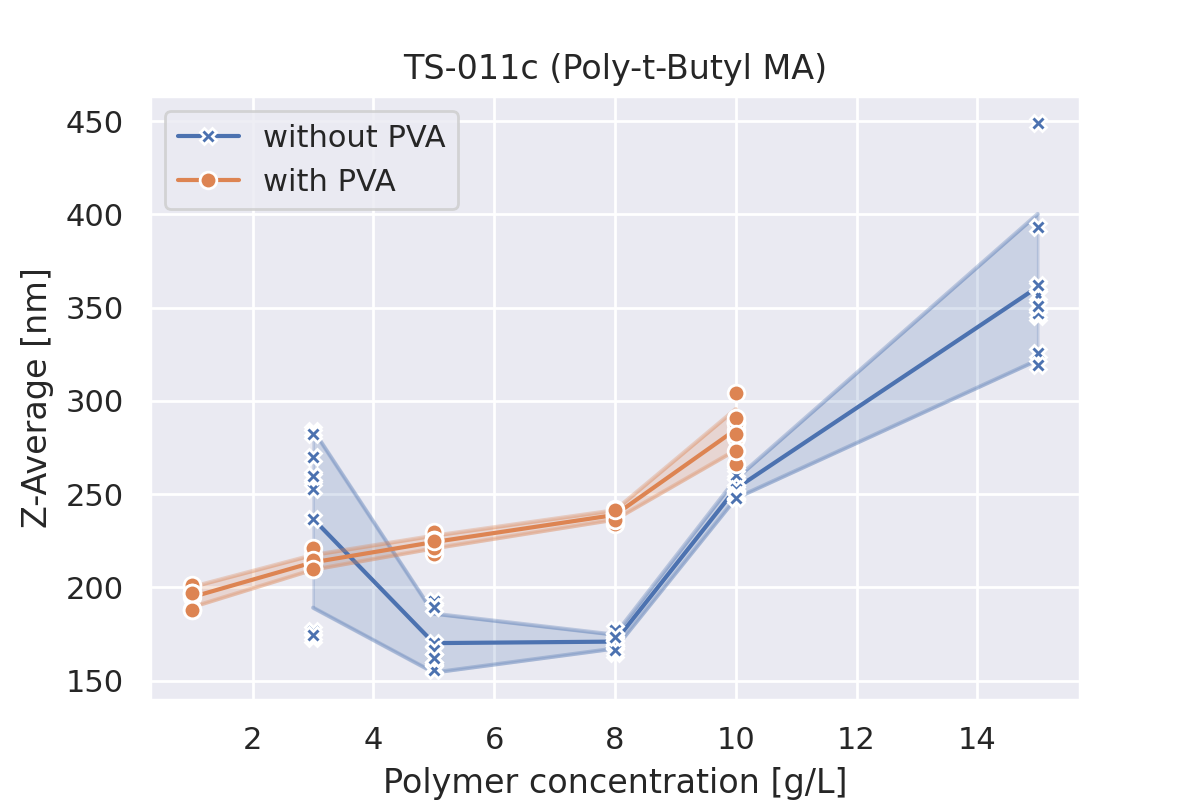 TS-011c (Poly-t-Butyl MA)
without PVA
with PVA
Z-Average [nm]
450
400
350
300
250
200
150
2 4 6 8 10 12 14
Polymer concentration [g/L]